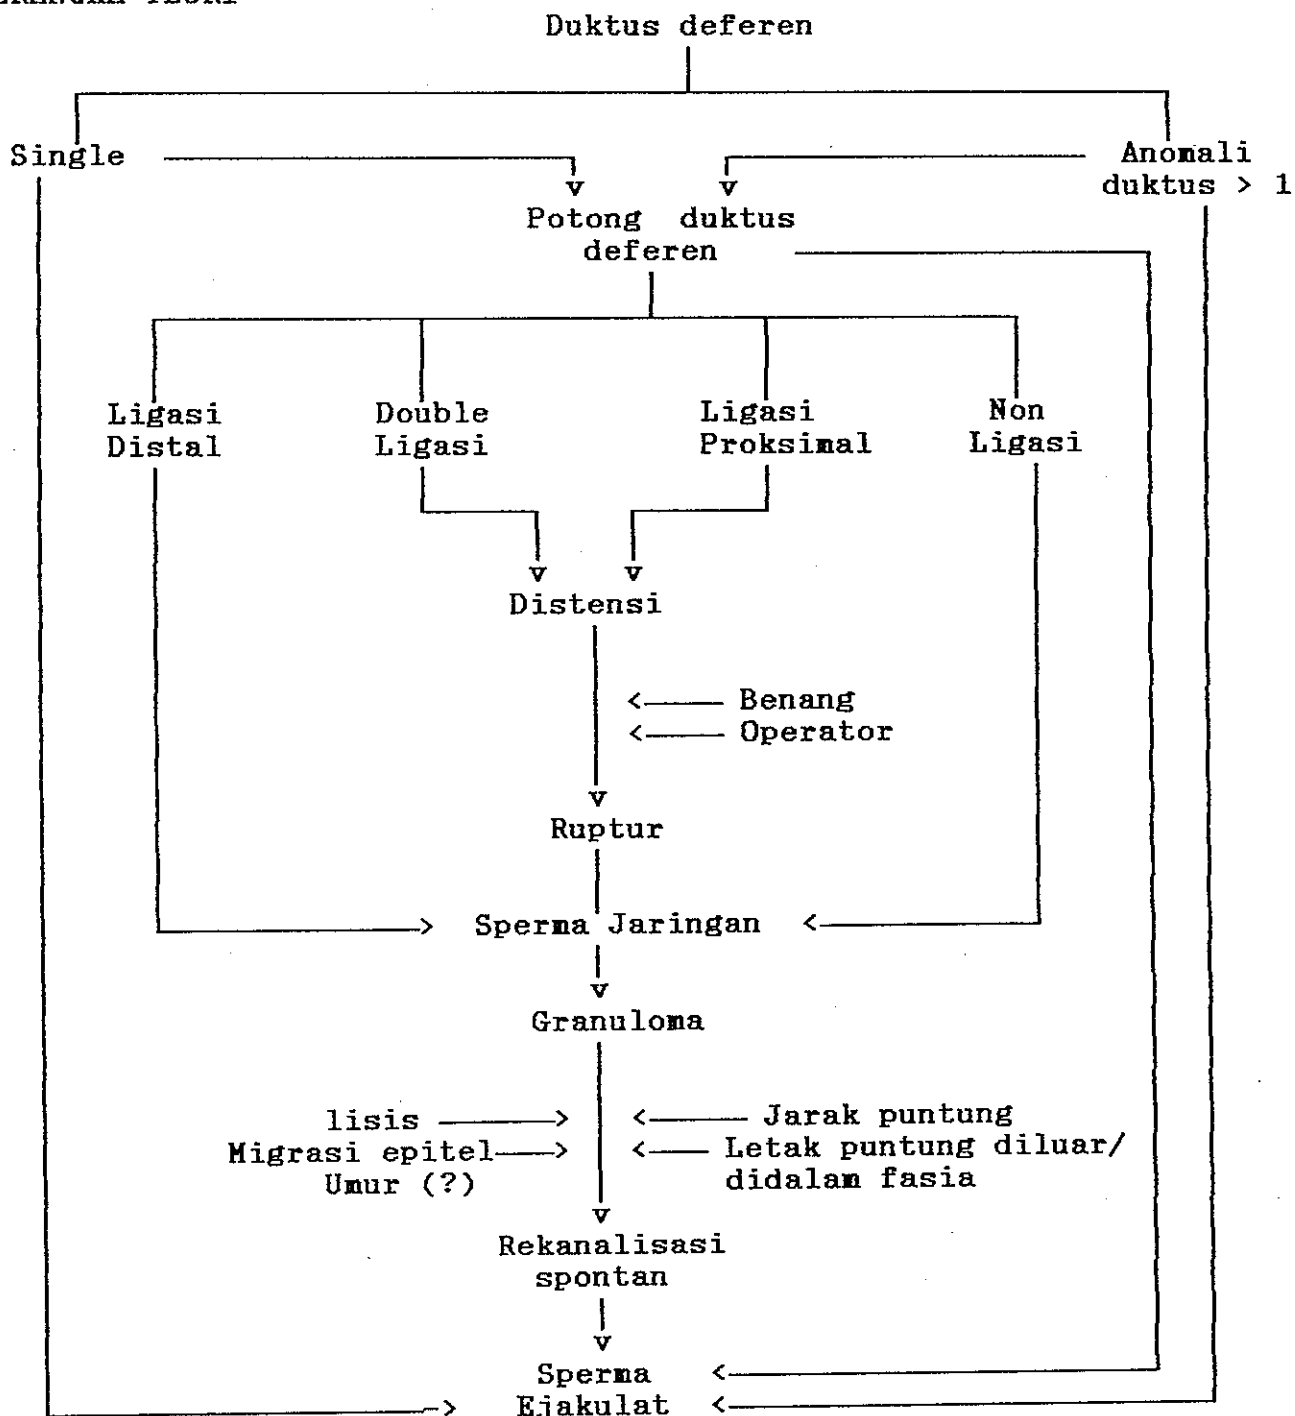 Duktus deferen
Single
Anomali
duktus > 1
Potong duktus
deferen
Ligasi
Distal
Double
Ligasi
Ligasi
Proksimal
Non
Ligasi
Distensi
Benang
Operator
Ruptur
Sperma Jaringan
Granuloma
lisis
Jarak puntung
Migrasi epitel
Letak puntung diluar/
Umur (?)
didalam fasia
Rekanalisasi
spontan
Sperma
Ejakulat